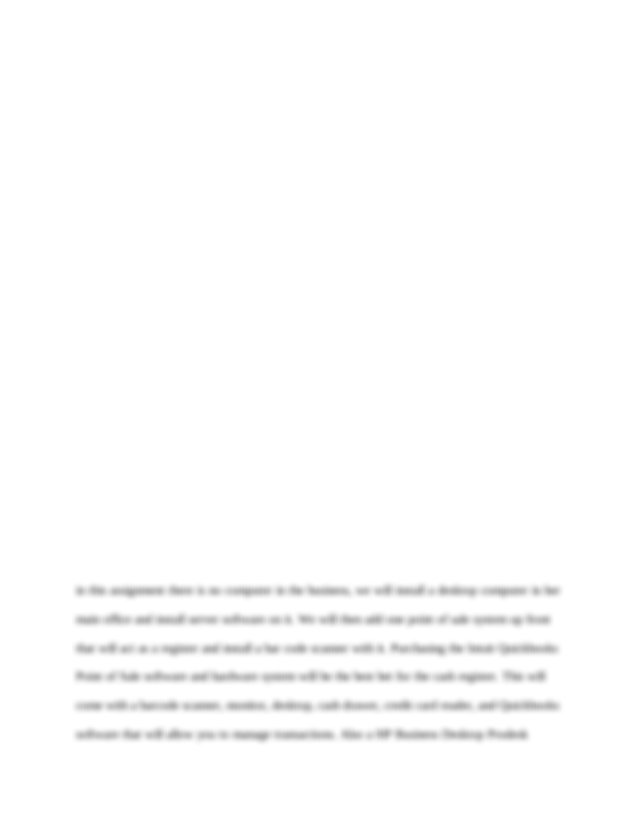 in this assignment there is no computer in the business, we will install a desktop computer in her
main office and install server software on it. We will then add one point of sale system up front
that will act as a register and install a bar code scanner with it. Purchasing the Intuit Quickbooks
Point of Sale software and hardware system will be the best bet for the cash register. This will
come with a barcode scanner, monitor, desktop, cash drawer, credit card reader, and Quickbooks
software that will allow you to manage transactions. Also a HP Business Desktop Prodesk